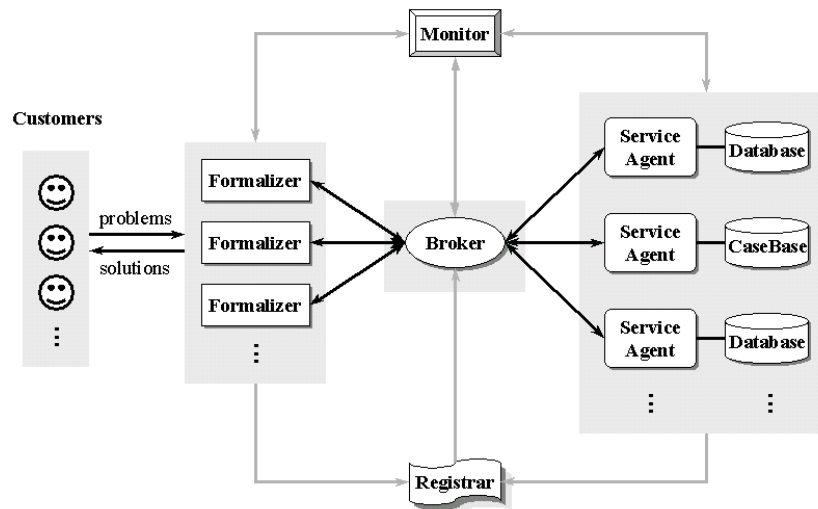 Monitor
Customers
problems
solutions
Formalizer
Formalizer
Formalizer
Broker
Service
Agent
Database
Service
Agent
CaseBase
Service
Agent
Database
Registrar